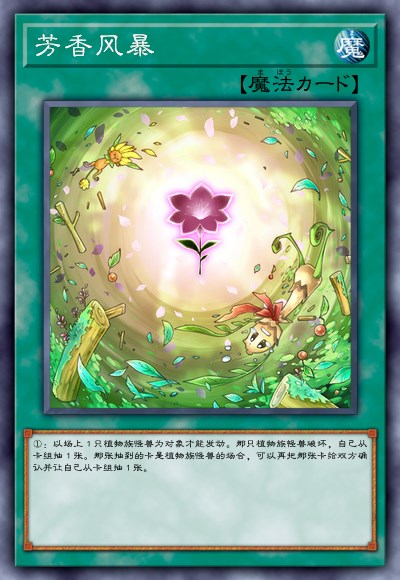 芳香风暴
魔
【魔法カード】
まほう
①：以场上1只植物族怪兽为对象才能发动。那只植物族怪兽破坏，自己从
卡组抽1张。那张抽到的卡是植物族怪兽的场合，可以再把那张卡给双方确
认并让自己从卡组抽1张。